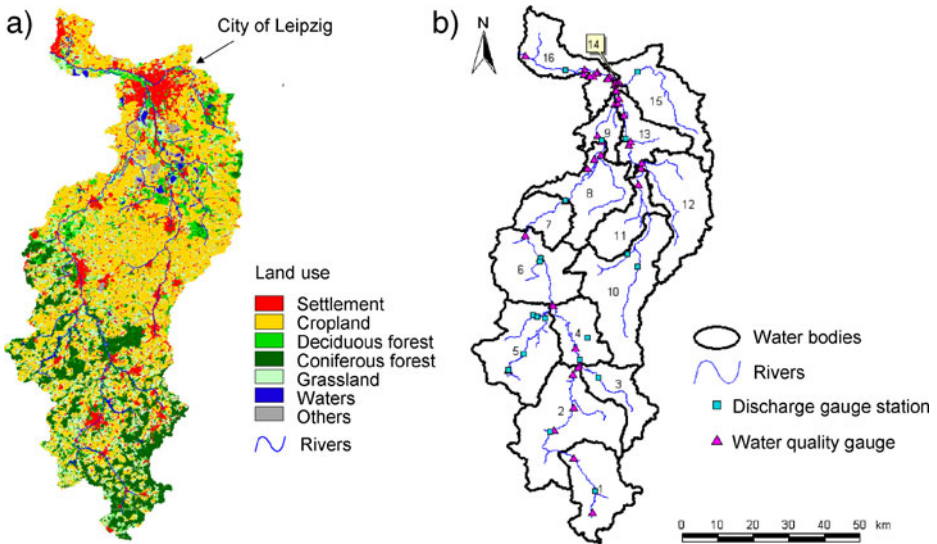 a)
City of Leipzig
Land use
Settlement
Cropland
Deciduous forest
Coniferous forest
Grassland
Waters
Others
Rivers
b)
N
14
16
15
9
13
8
12
7
11
6
10
4
5
3
2
1
Water bodies
Rivers
Discharge gauge station
Water quality gauge
0 10 20 30 40 50
km